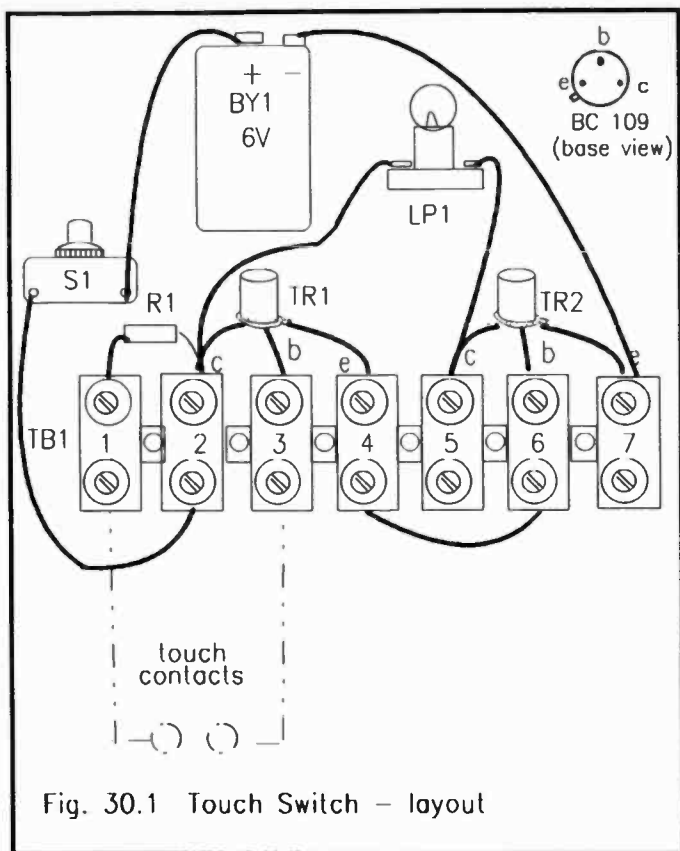 b
e c
BC 109
(base view)
+ −
BY1
6V
LP1
S1
R1
TR1
TR2
c b e
c b e
TB1 1 2 3 4 5 6 7
touch
contacts
Fig. 30.1 Touch Switch – layout